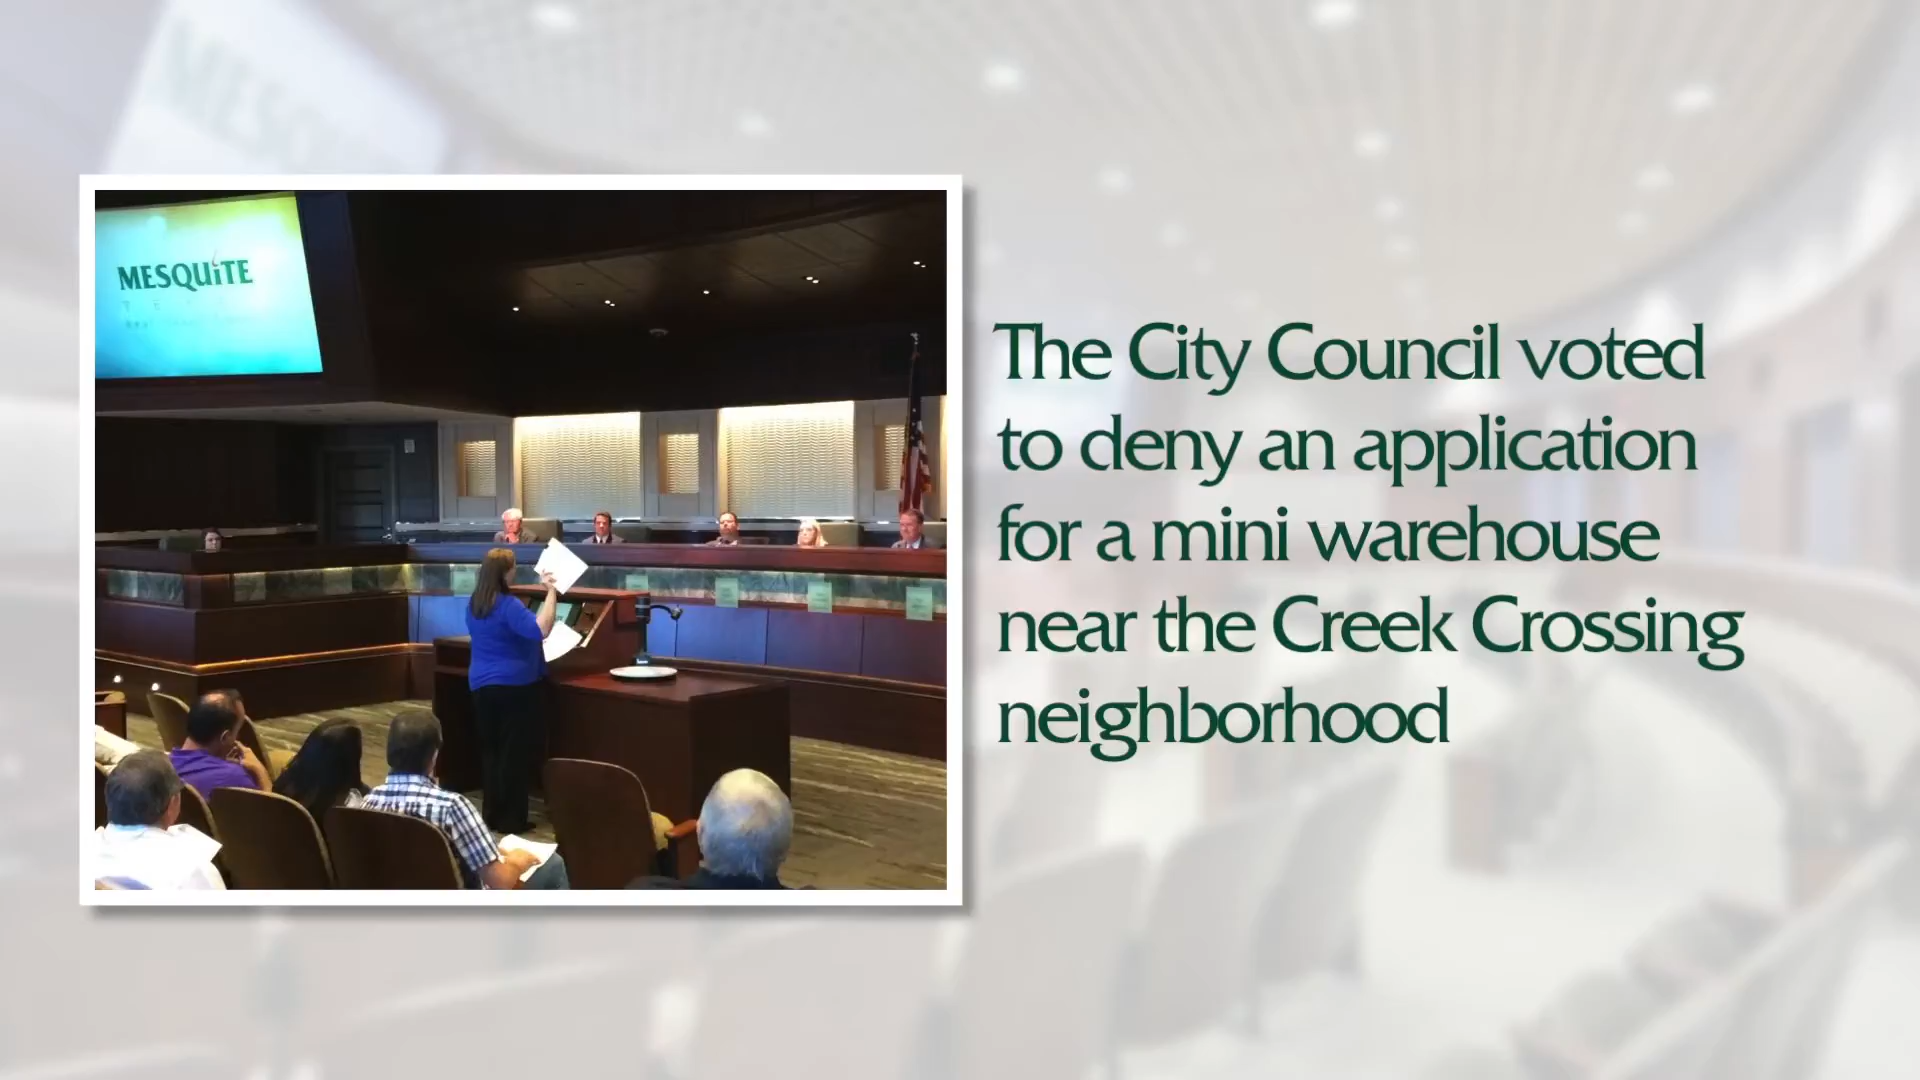 MESQUiTE
The City Council voted
to deny an application
for a mini warehouse
near the Creek Crossing
neighborhood